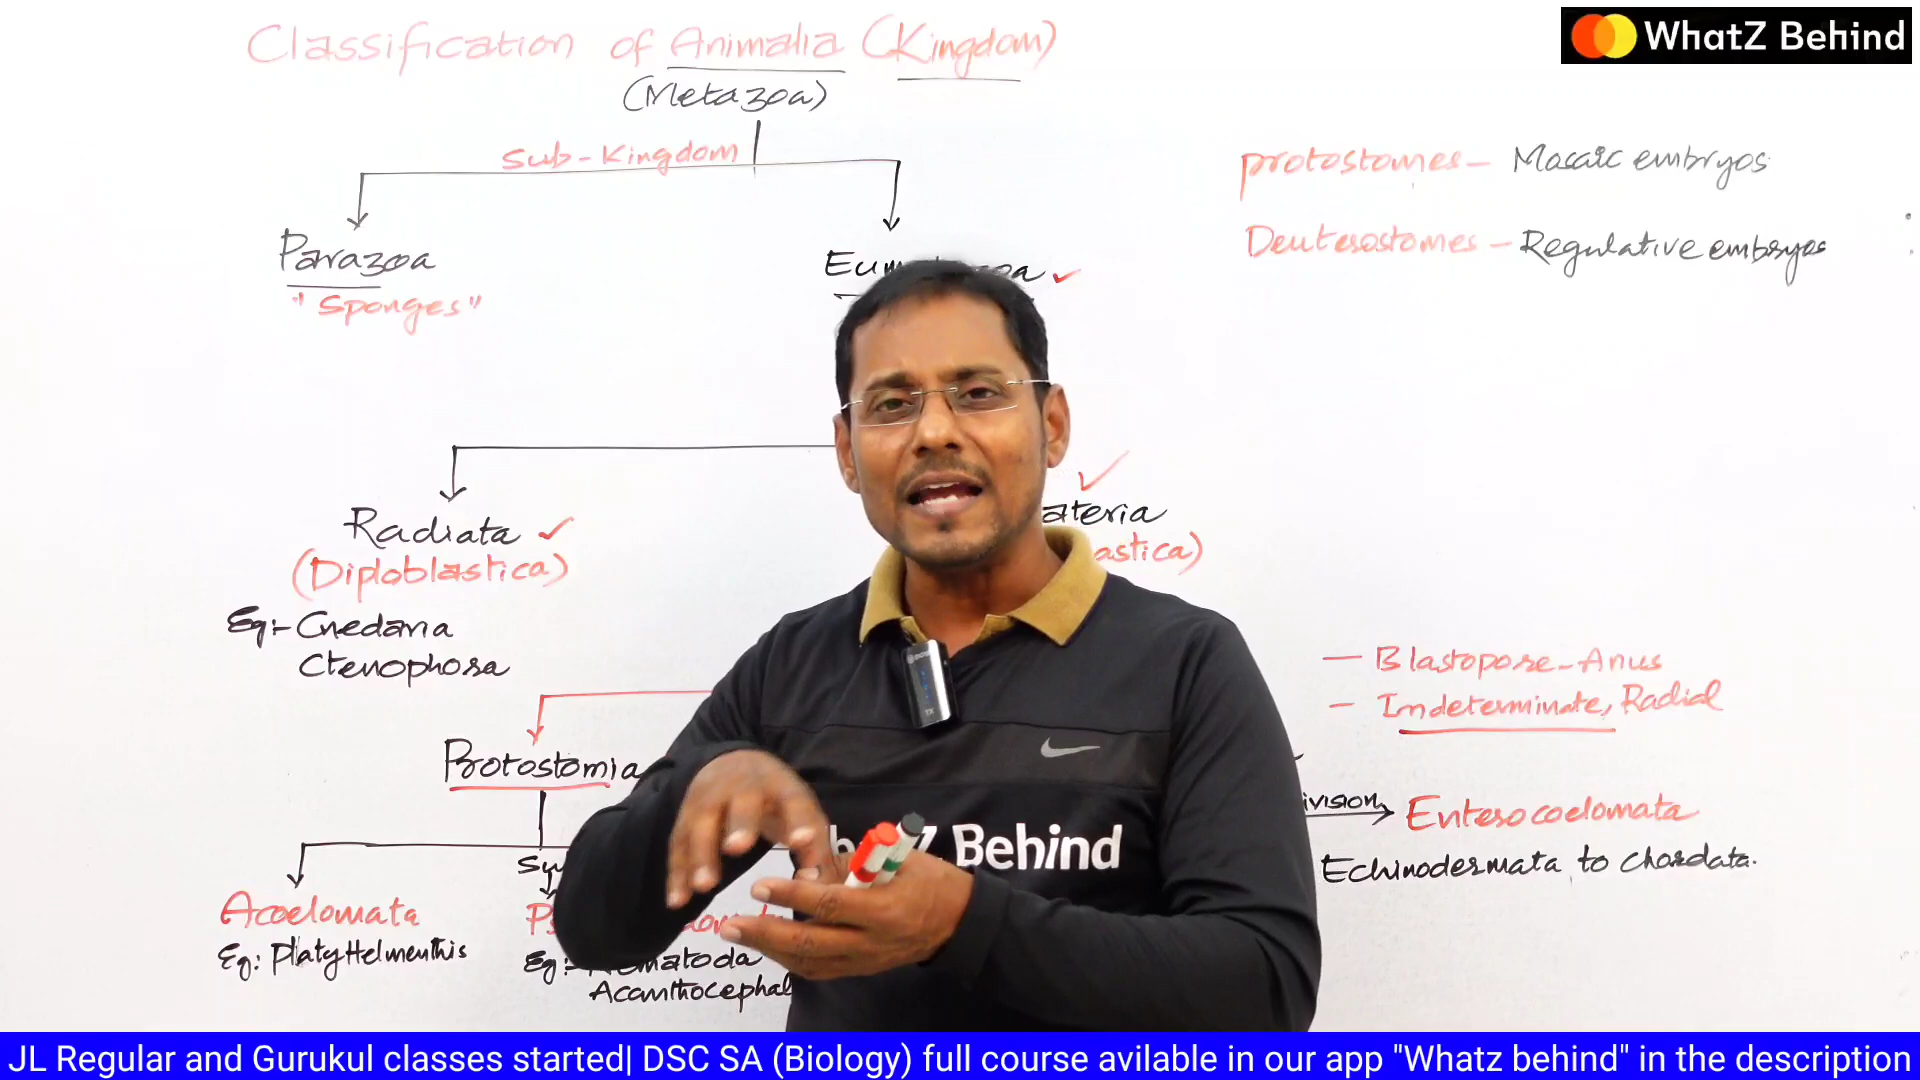 Classification of Animalia (Kingdom)
WhatZ Behind
(Metazoa)
Sub-Kingdom
protostomes - Mosaic embryos
Deuterostomes - Regulative embryos
Parazoa
"Sponges"
Radiata
ateria
(Diploblastica)
astica)
Eg:- Cnedaria
Ctenophora
- Blastopore-Anus
- Indeterminate, Radial
Protostomia
ivision
Enterocoelomata
Echinodermata to Chordata.
Behind
Acoelomata
Eg: PlatyHelmenthis
Eg:- Nematoda
Acanthocephal
JL Regular and Gurukul classes started| DSC SA (Biology) full course avilable in our app "Whatz behind" in the description